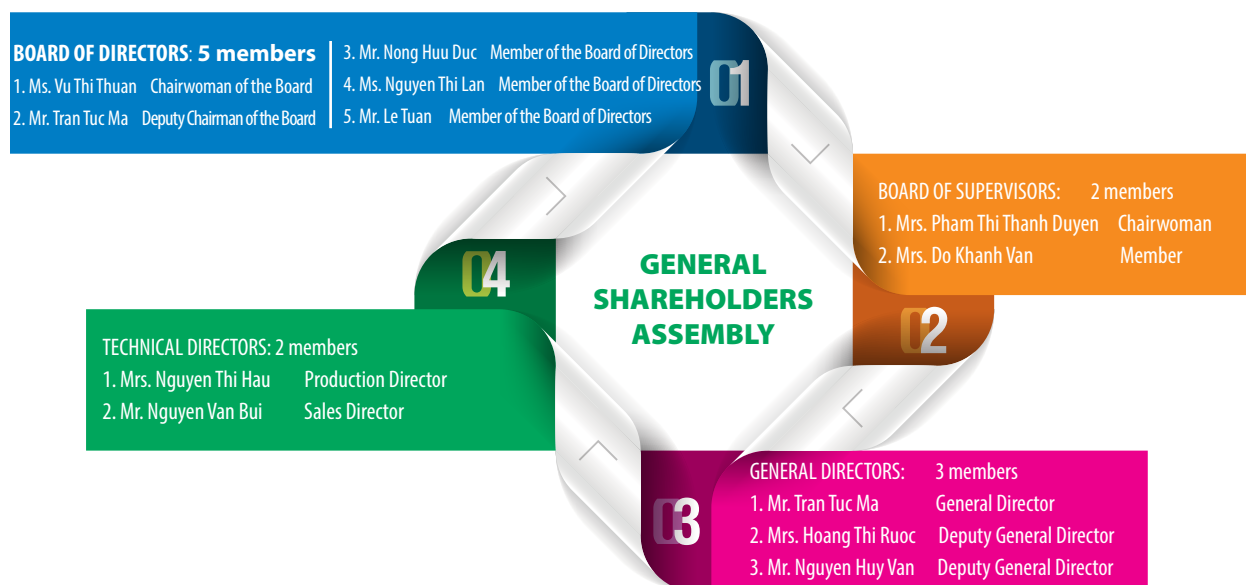 BOARD OF DIRECTORS: 5 members
1. Ms. Vu Thi Thuan Chairwoman of the Board
2. Mr. Tran Tuc Ma Deputy Chairman of the Board
3. Mr. Nong Huu Duc Member of the Board of Directors
4. Ms. Nguyen Thi Lan Member of the Board of Directors
5. Mr. Le Tuan Member of the Board of Directors
01
BOARD OF SUPERVISORS: 2 members
1. Mrs. Pham Thi Thanh Duyen Chairwoman
2. Mrs. Do Khanh Van Member
02
GENERAL
SHAREHOLDERS
ASSEMBLY
04
TECHNICAL DIRECTORS: 2 members
1. Mrs. Nguyen Thi Hau Production Director
2. Mr. Nguyen Van Bui Sales Director
03
GENERAL DIRECTORS: 3 members
1. Mr. Tran Tuc Ma General Director
2. Mrs. Hoang Thi Ruoc Deputy General Director
3. Mr. Nguyen Huy Van Deputy General Director